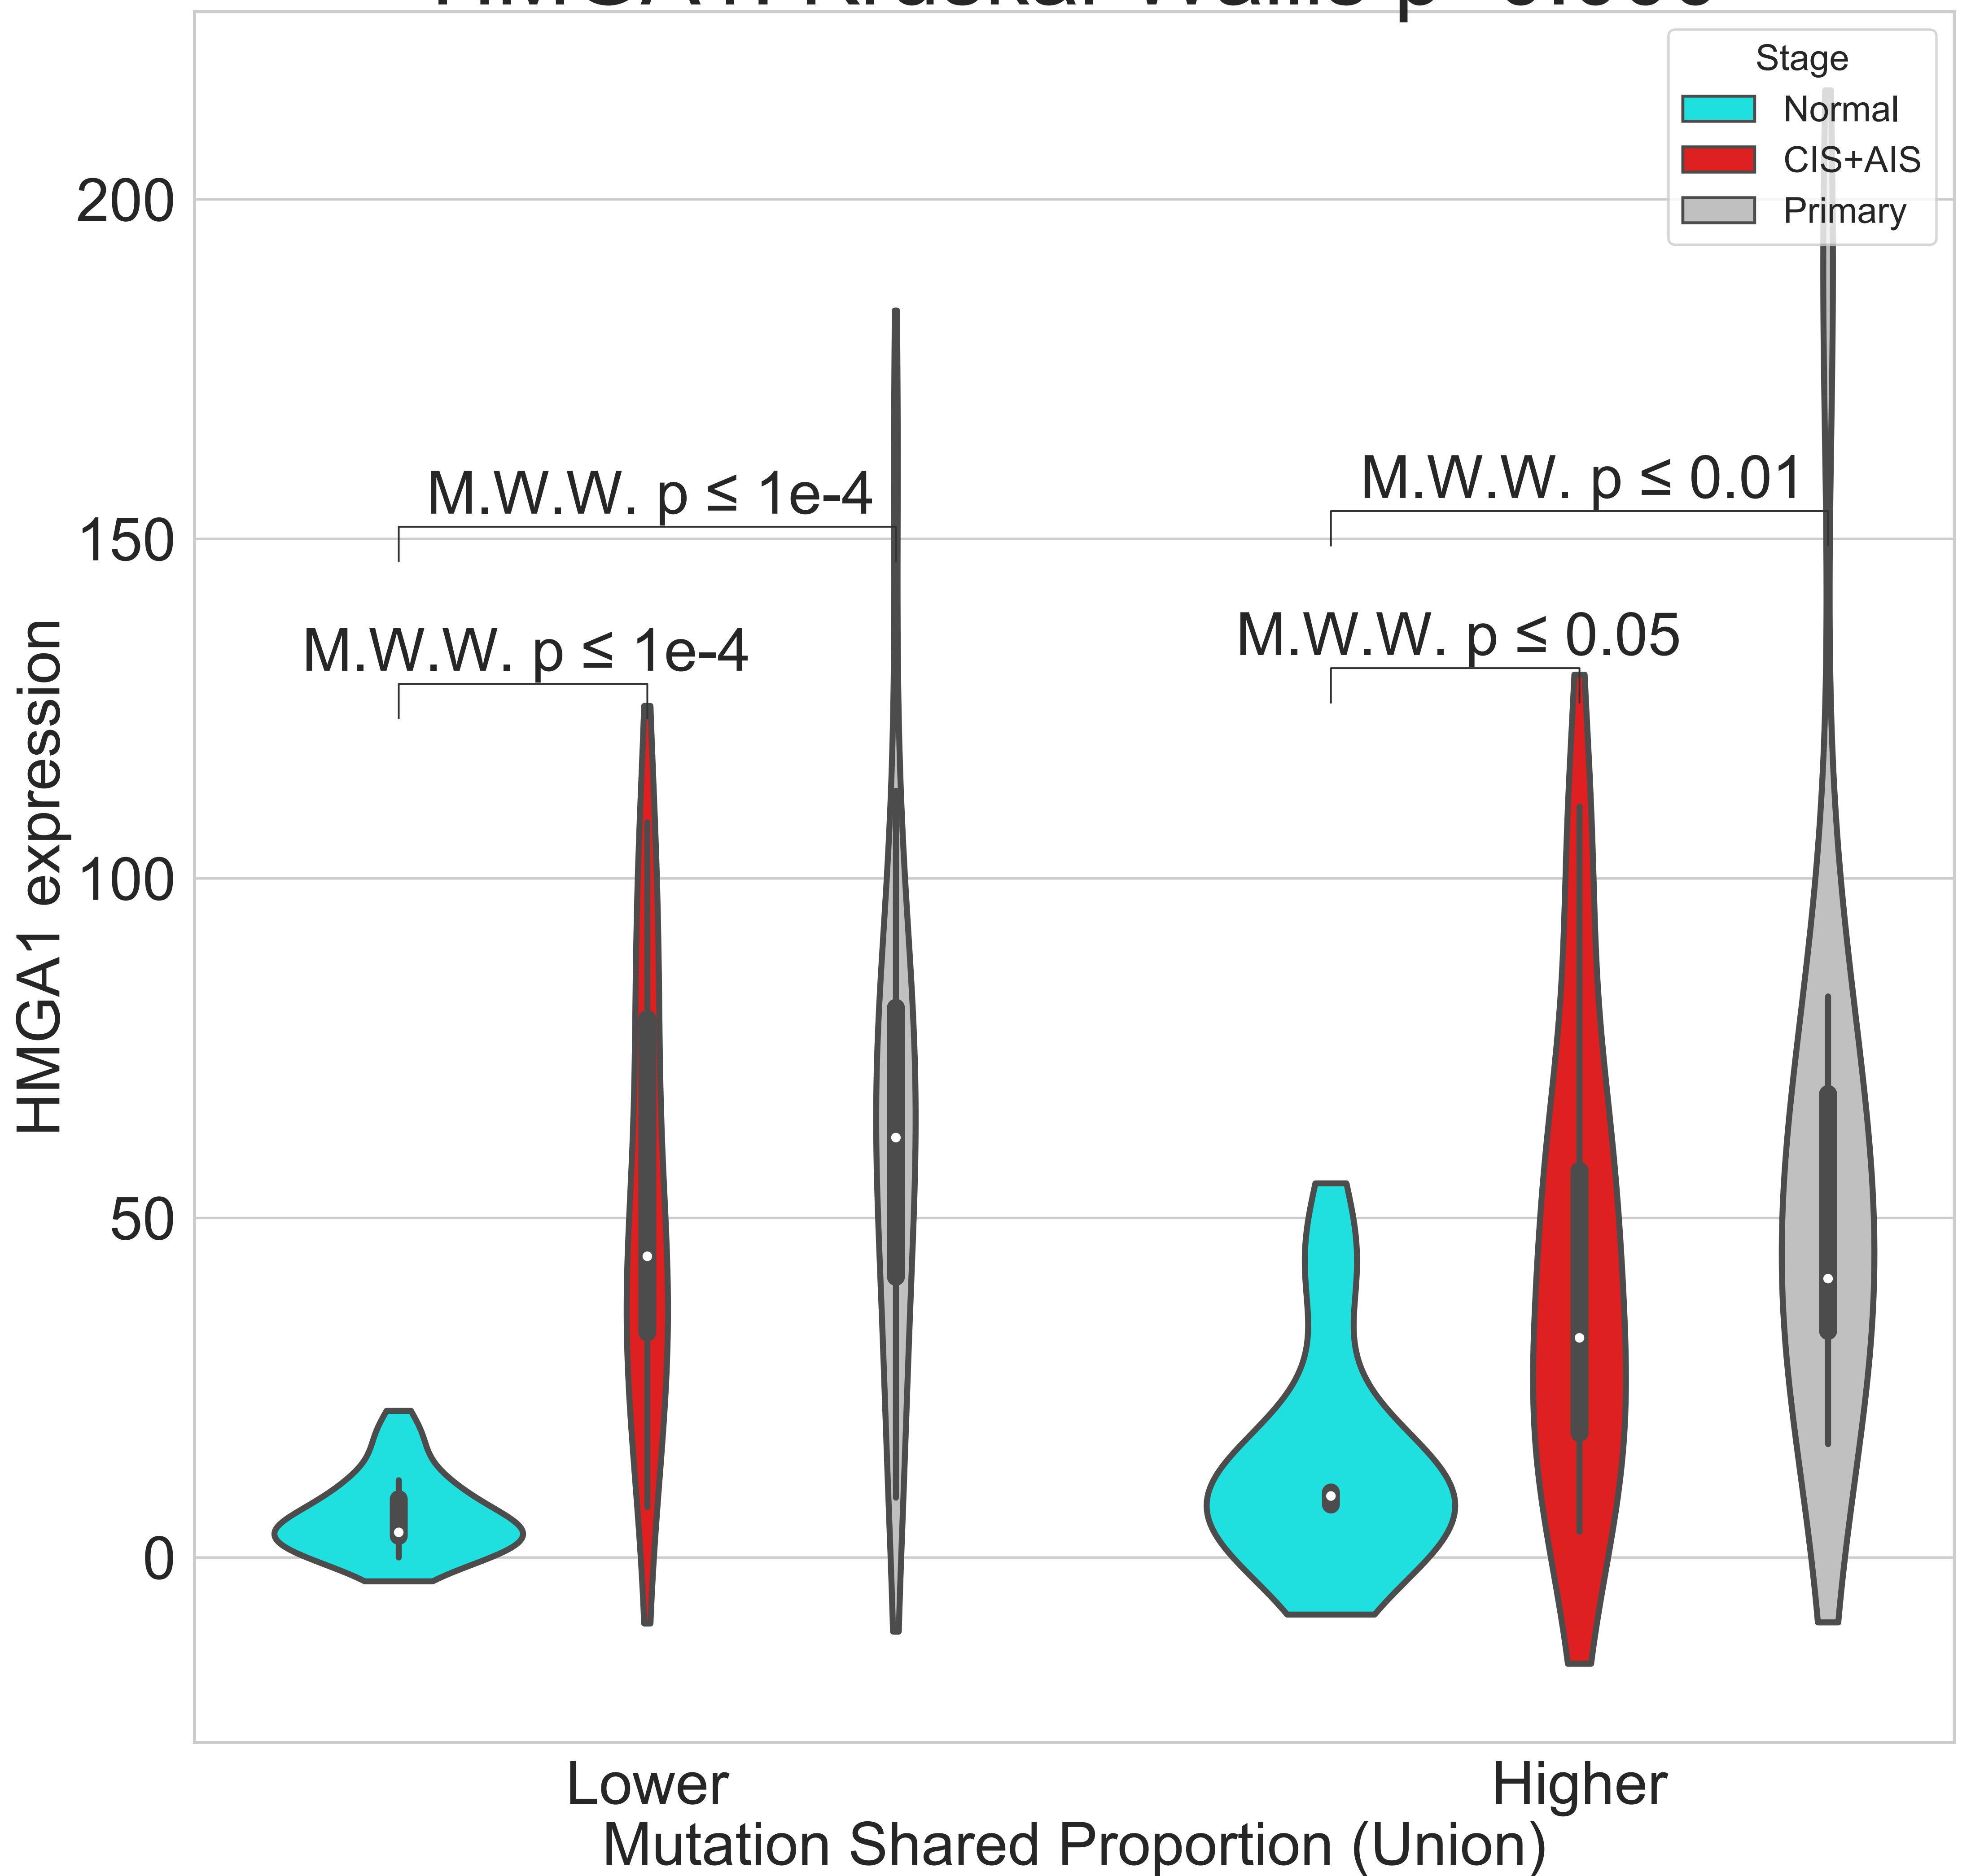 Stage
Normal
CIS+AIS
Primary
200
150
100
50
0
HMGA1 expression
M.W.W. p ≤ 1e-4
M.W.W. p ≤ 0.01
M.W.W. p ≤ 1e-4
M.W.W. p ≤ 0.05
Lower
Higher
Mutation Shared Proportion (Union)